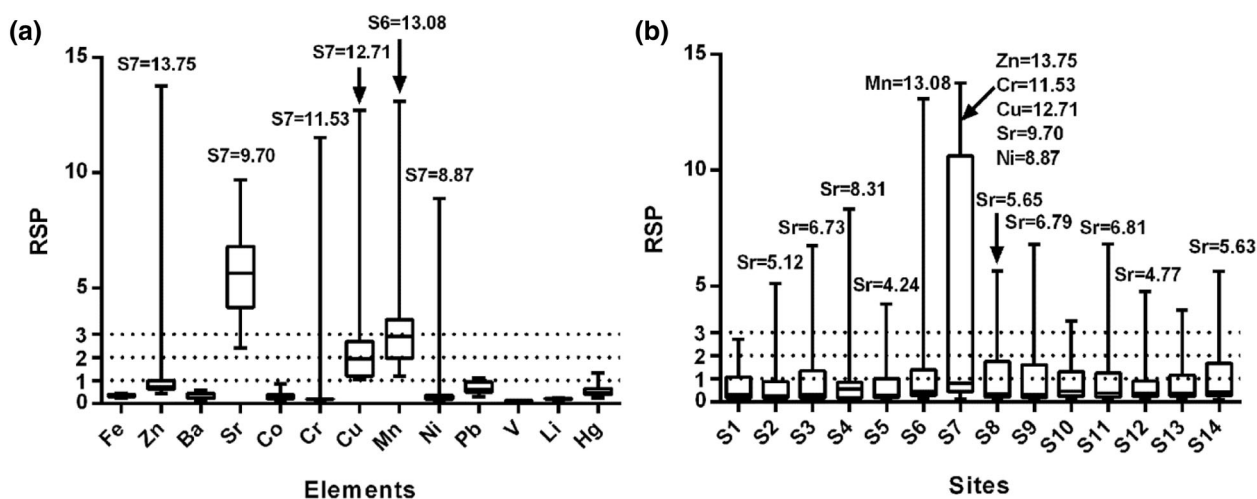 (a)
S6=13.08
S7=12.71
S7=13.75
S7=11.53
S7=9.70
S7=8.87
RSP
15
10
5
3
2
1
0
Fe Zn Ba Sr Co Cr Cu Mn Ni Pb V Li Hg
Elements
(b)
Zn=13.75
Cr=11.53
Cu=12.71
Sr=9.70
Ni=8.87
Mn=13.08
Sr=8.31
Sr=5.65
Sr=6.73
Sr=6.79
Sr=6.81
Sr=5.12
Sr=4.24
Sr=4.77
Sr=5.63
RSP
15
10
5
3
2
1
0
S1 S2 S3 S4 S5 S6 S7 S8 S9 S10 S11 S12 S13 S14
Sites